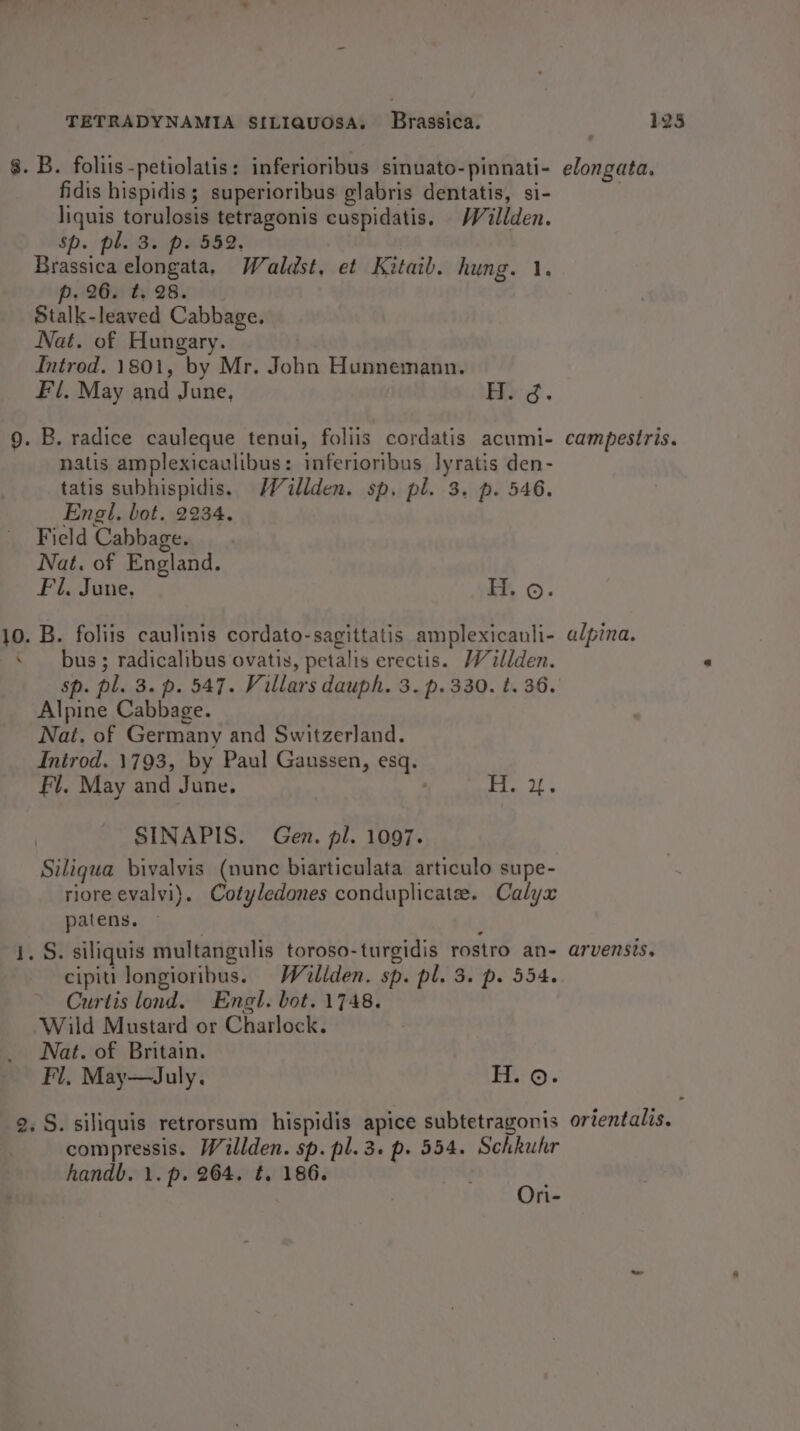 TETRADYNAMIA SILIQUOSA. Brassica. 123
8. B. foliis petiolatis: inferioribus sinuato-pinnati- elongata.
fidis hispidis; superioribus glabris dentatis, si-
liquis torulosis tetragonis cuspidatis. Willden.
sp. pl. 3. p. 552.
Brassica elongata, Waldst. et Kitaib. hung. 1.
p. 26. t. 28.
Stalk-leaved Cabbage.
Nat. of Hungary.
Introd. 1801, by Mr. John Hunnemann.
Fl. May and June. H. ♂.
9. B. radice cauleque tenui, foliis cordatis acumi- campestris.
natis amplexicaulibus: inferioribus lyratis den-
tatis subhispidis. Willden. sp. pl. 3. p. 546.
Engl. bot. 2234.
Field Cabbage.
Nat. of England.
Fl. June. H. ☉.
10. B. foliis caulinis cordato-sagittatis amplexicauli- alpina.
bus; radicalibus ovatis, petalis erectis. Willden.
sp. pl. 3. p. 547. Villars dauph. 3. p. 330. t. 36.
Alpine Cabbage.
Nat. of Germany and Switzerland.
Introd. 1793, by Paul Gaussen, esq.
Fl. May and June. H. ♃.
SINAPIS. Gen. pl. 1097.
Siliqua bivalvis (nunc biarticulata articulo supe-
riore evalvi). Cotyledones conduplicatæ. Calyx
patens.
1. S. siliquis multangulis toroso-turgidis rostro an- arvensis.
cipiti longioribus. Willden. sp. pl. 3. p. 554.
Curtis lond. Engl. bot. 1748.
Wild Mustard or Charlock.
Nat. of Britain.
Fl. May—July. H. ☉.
2. S. siliquis retrorsum hispidis apice subtetragonis orientalis.
compressis. Willden. sp. pl. 3. p. 554. Schkuhr
handb. 1. p. 264. t. 186.
Ori-